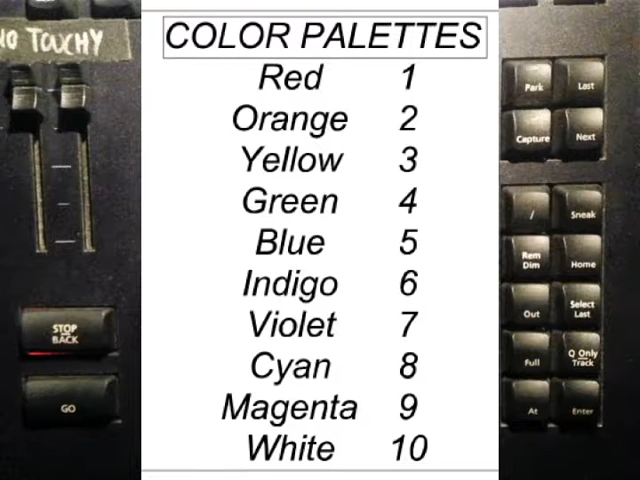 NO TOUCHY
STOP
BACK
GO
COLOR PALETTES
Red 1
Orange 2
Yellow 3
Green 4
Blue 5
Indigo 6
Violet 7
Cyan 8
Magenta 9
White 10
Park Last
Capture Next
/ Sneak
Rem Dim Home
Out Select Last
Full Q Only Track
At Enter